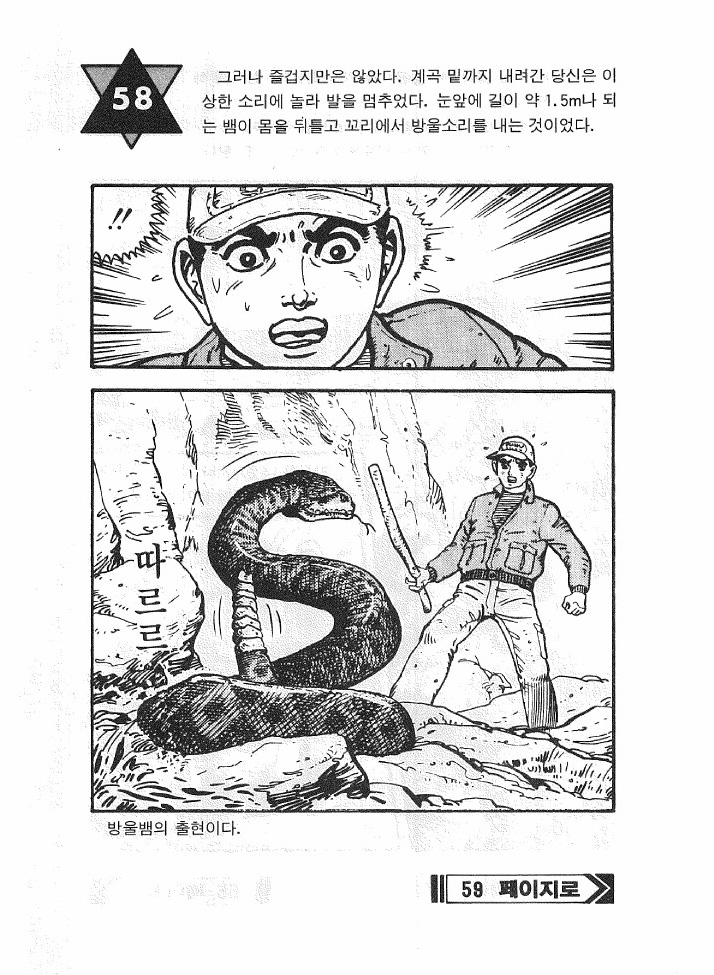 58
그러나 즐겁지만은 않았다. 계곡 밑까지 내려간 당신은 이
상한 소리에 놀라 발을 멈추었다. 눈앞에 길이 약 1.5m나 되
는 뱀이 몸을 뒤틀고 꼬리에서 방울소리를 내는 것이었다.
!!
따르르
방울뱀의 출현이다.
59 페이지로